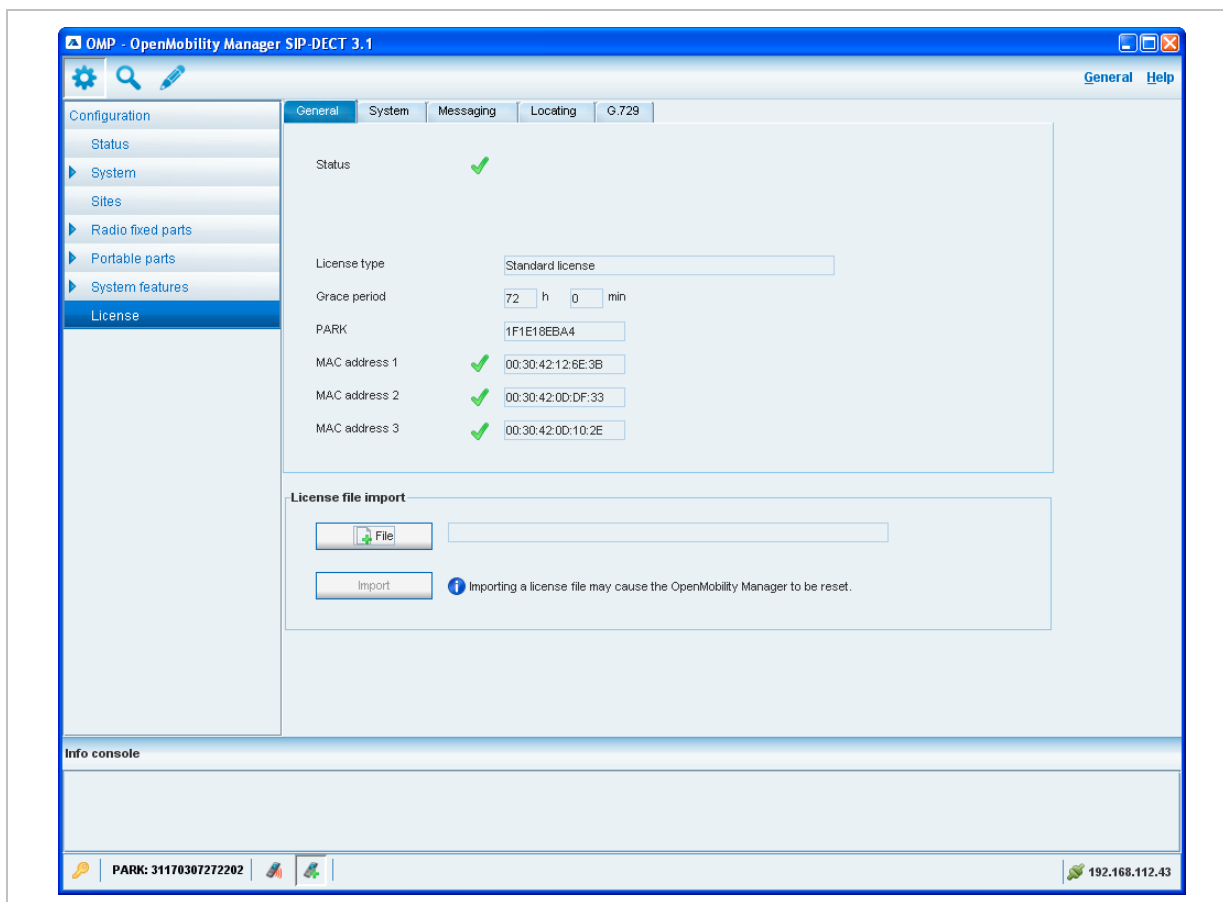 OMP - OpenMobility Manager SIP-DECT 3.1
General Help
Configuration
Status
System
Sites
Radio fixed parts
Portable parts
System features
License
General System Messaging Locating G.729
Status
License type Standard license
Grace period 72 h 0 min
PARK 1F1E18EBA4
MAC address 1 00:30:42:12:6E:3B
MAC address 2 00:30:42:0D:DF:33
MAC address 3 00:30:42:0D:10:2E
License file import
File
Import Importing a license file may cause the OpenMobility Manager to be reset.
Info console
PARK: 31170307272202
192.168.112.43